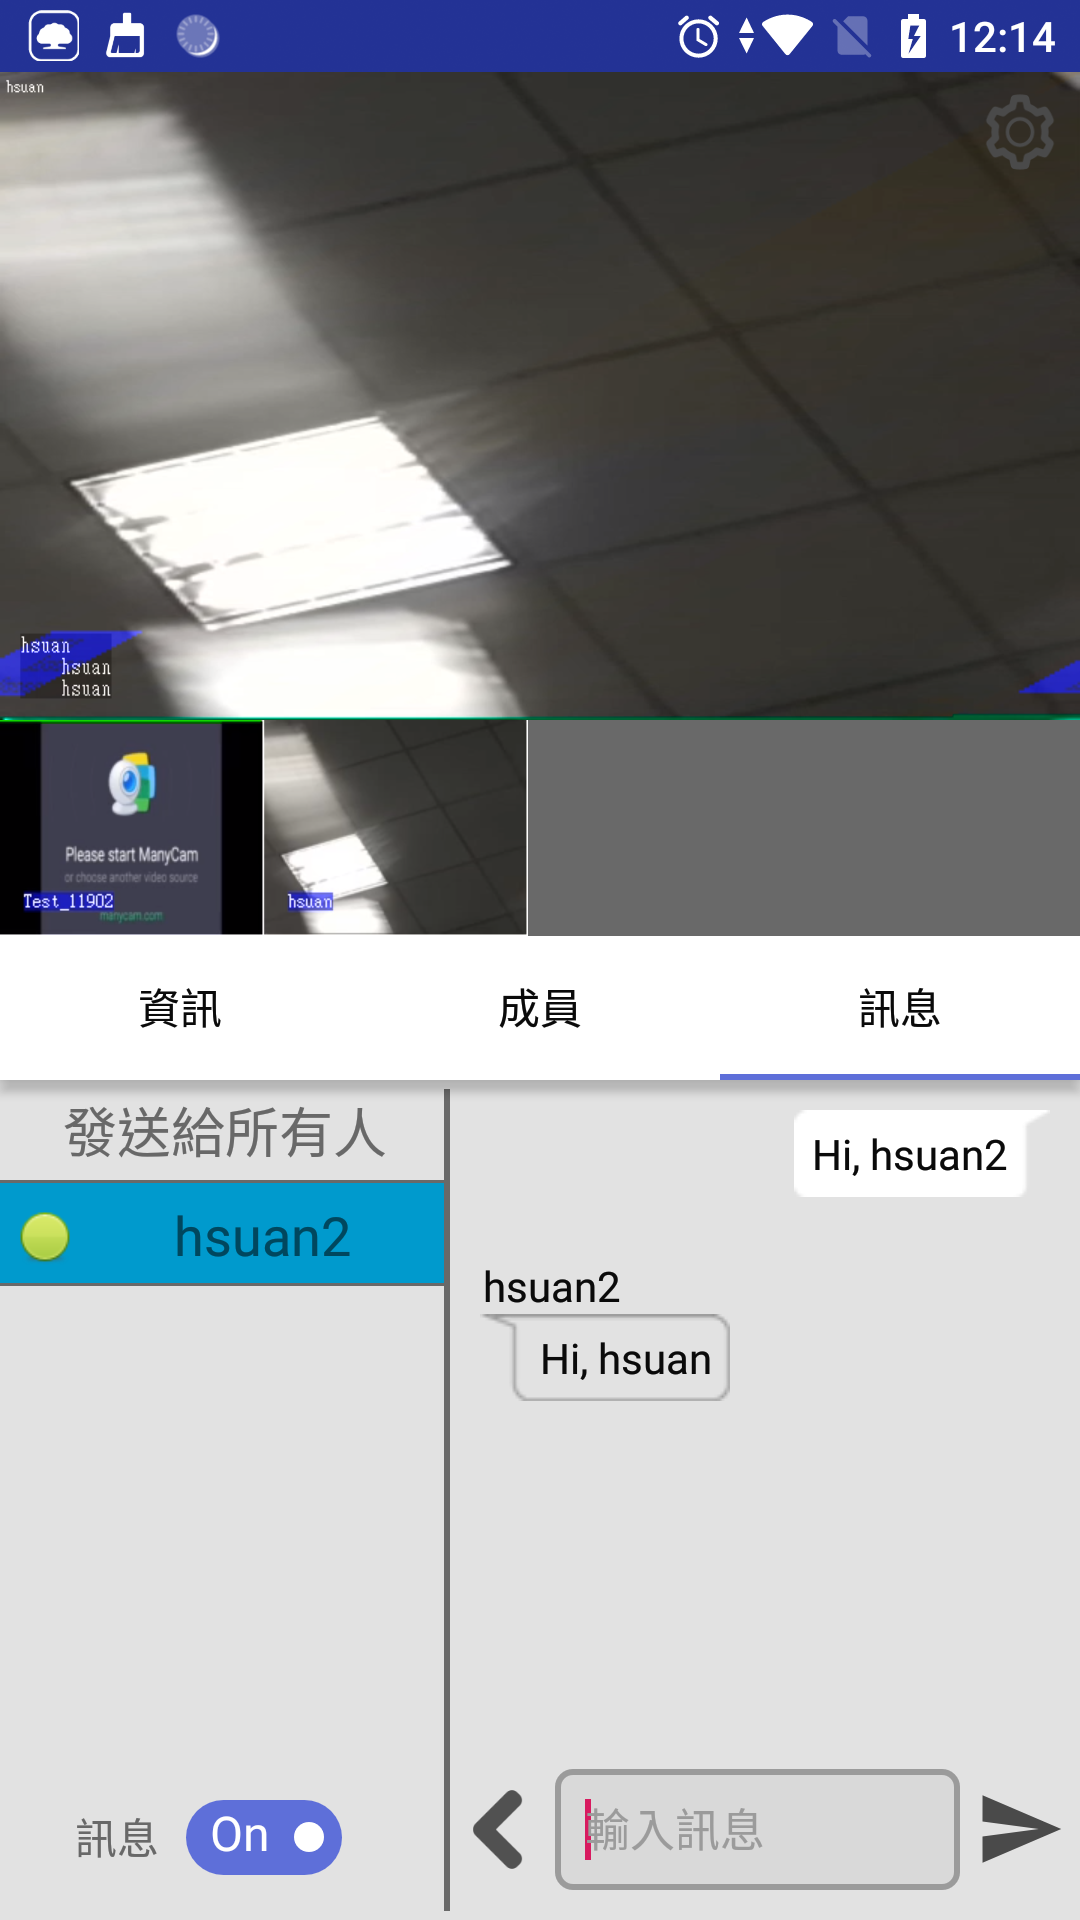 12:14
hsuan
hsuan
hsuan
hsuan
Please start ManyCam
or choose another video source
Test_11902
manycam.com
hsuan
資訊
成員
訊息
發送給所有人
hsuan2
Hi, hsuan2
hsuan2
Hi, hsuan
訊息
On
輸入訊息